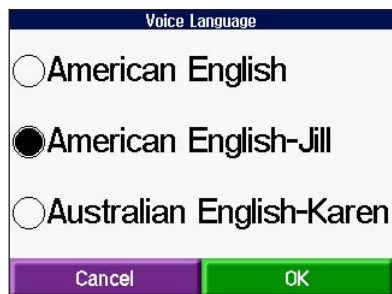 Voice Language
American English
American English-Jill
Australian English-Karen
Cancel OK